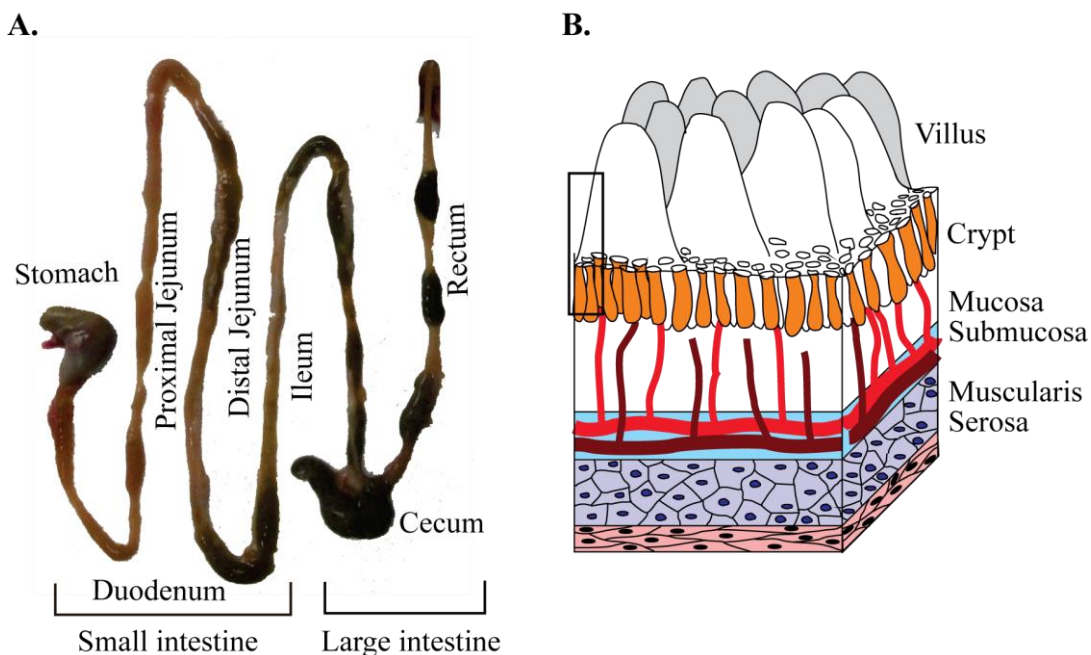 A.
Stomach
Proximal Jejunum
Distal Jejunum
Ileum
Rectum
Cecum
Duodenum
Small intestine
Large intestine
B.
Villus
Crypt
Mucosa
Submucosa
Muscularis
Serosa